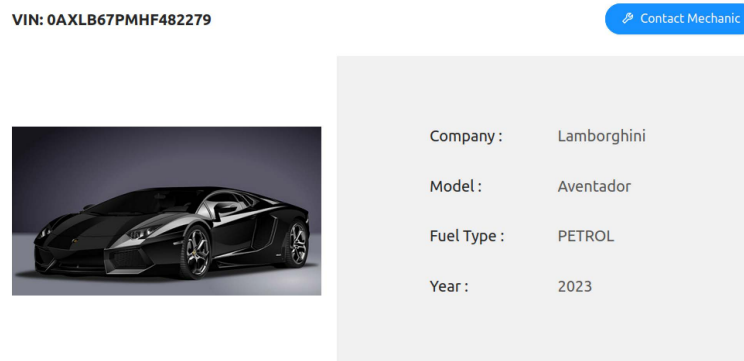 VIN: 0AXLB67PMHF482279
Contact Mechanic
Company : Lamborghini
Model : Aventador
Fuel Type : PETROL
Year : 2023